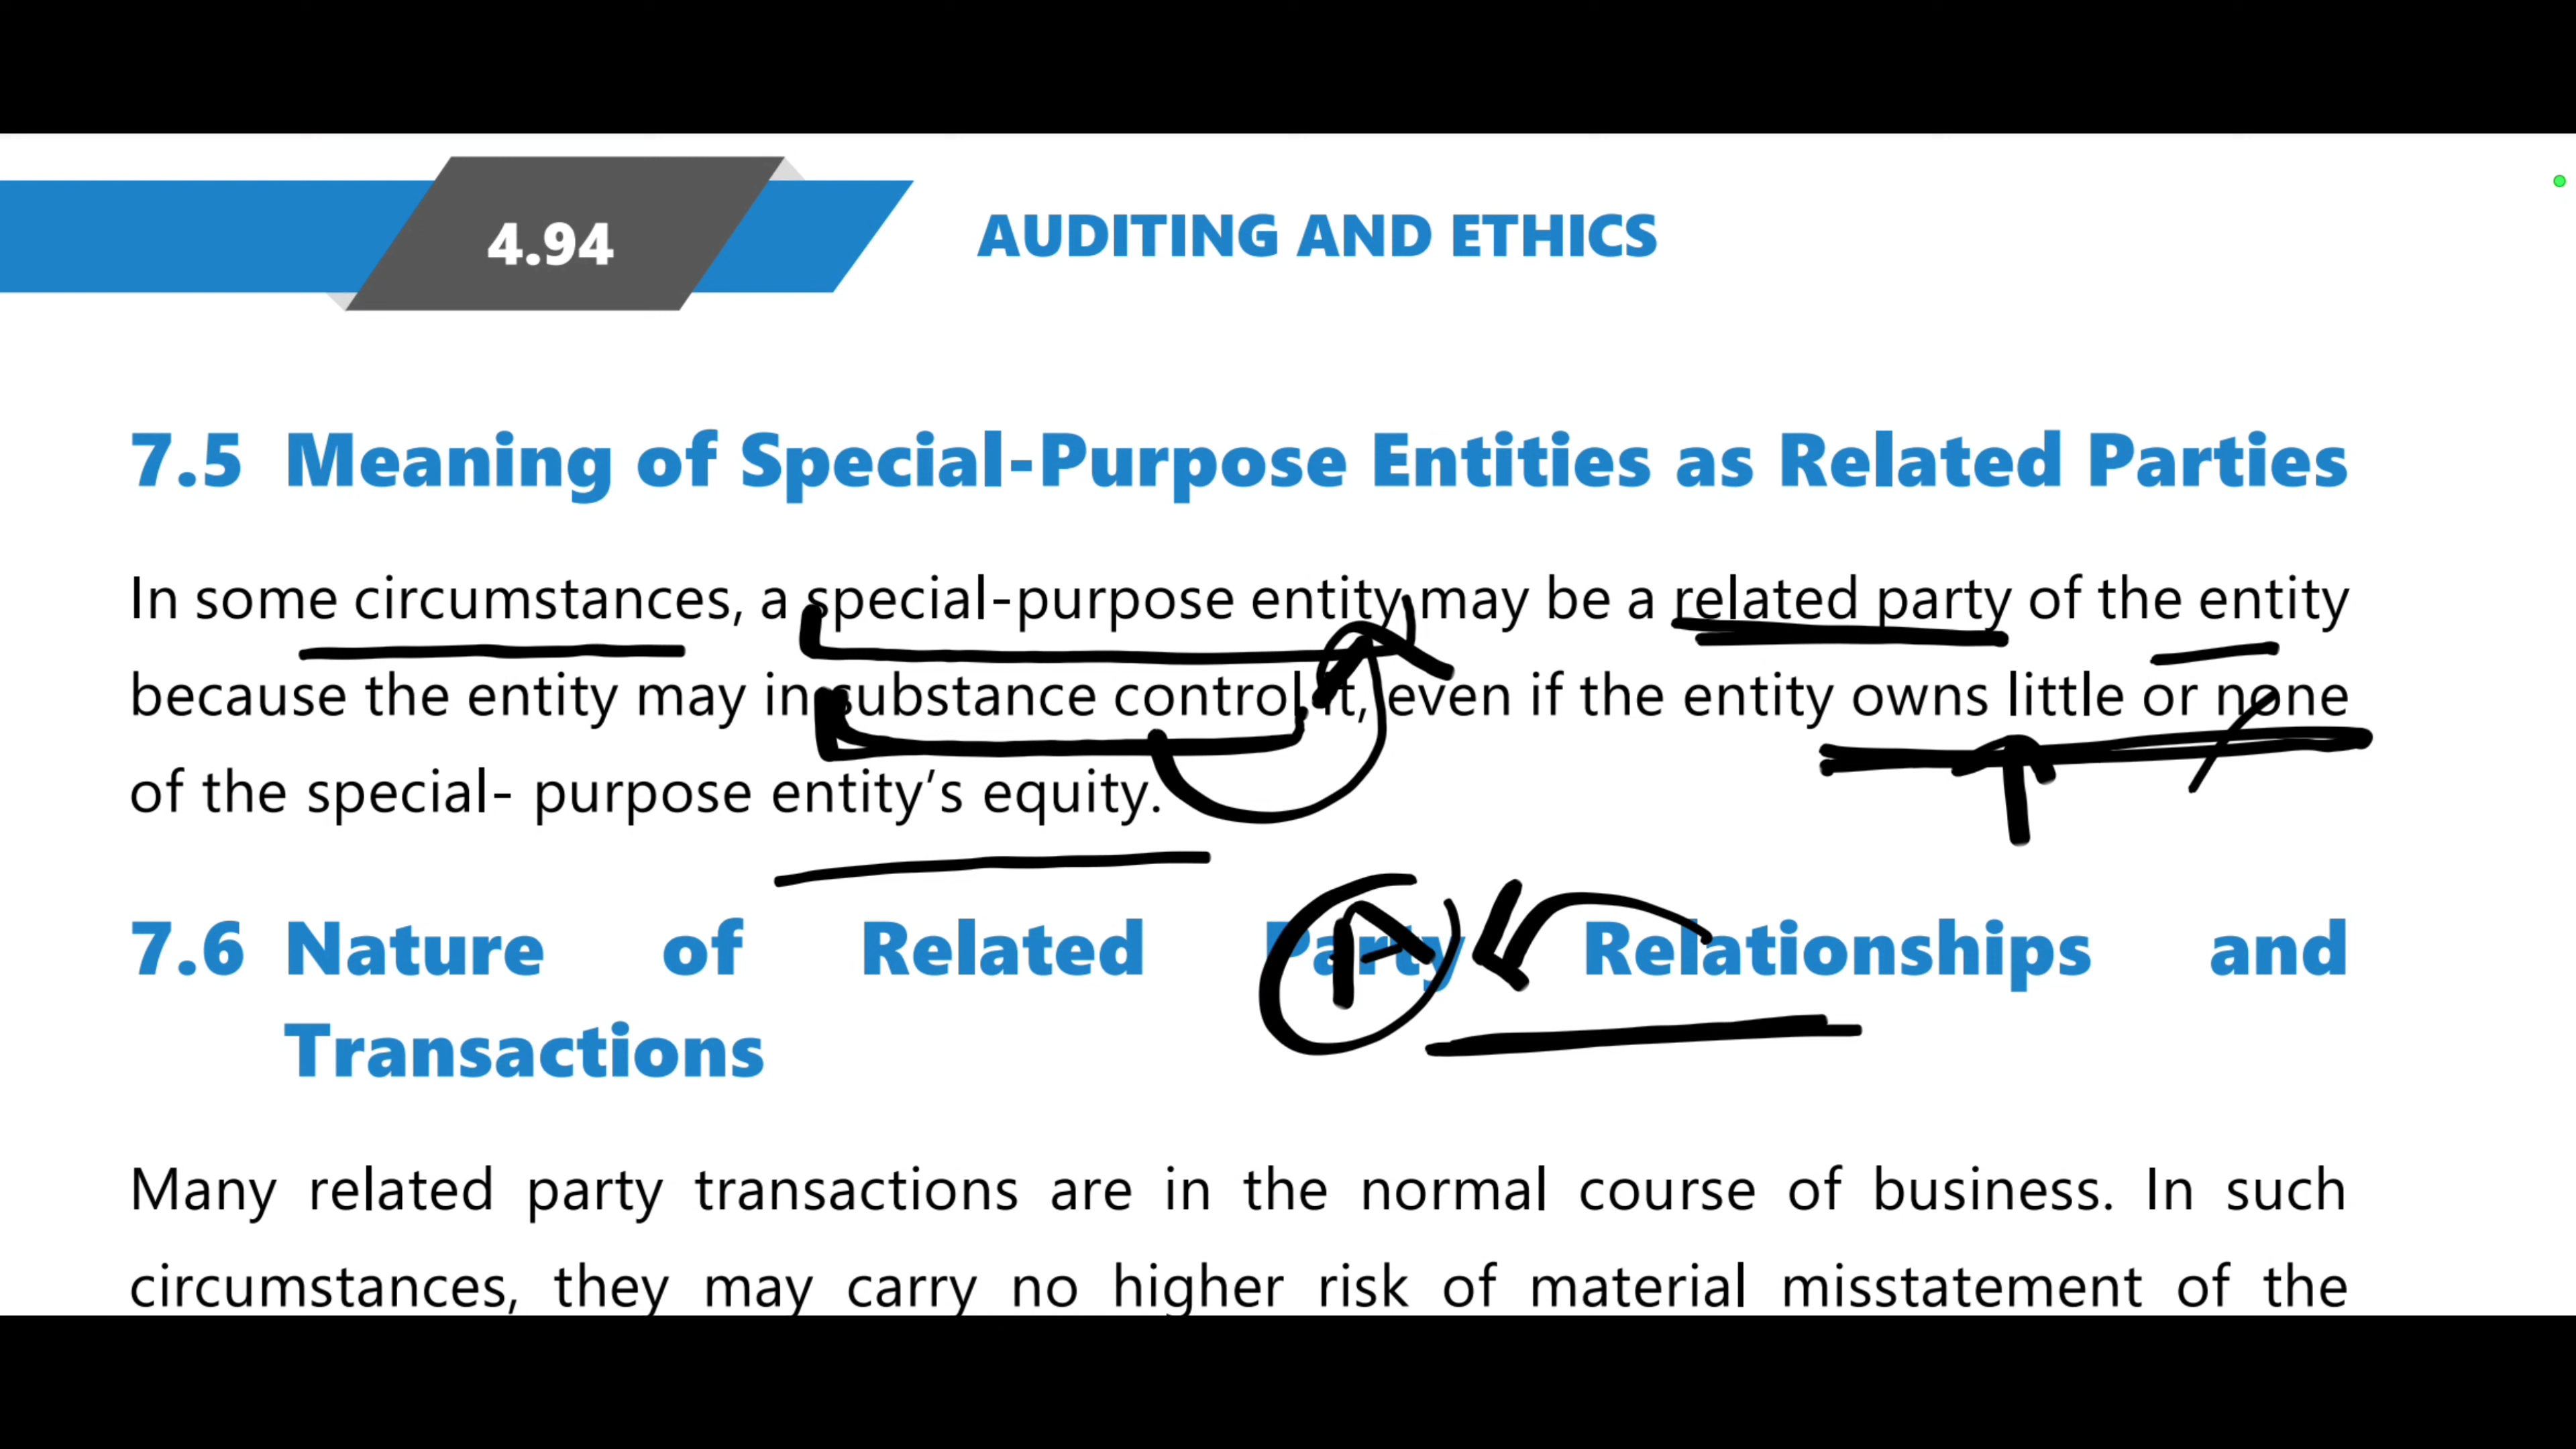 4.94 AUDITING AND ETHICS
7.5 Meaning of Special-Purpose Entities as Related Parties
In some circumstances, a special-purpose entity may be a related party of the entity
because the entity may in substance control it, even if the entity owns little or none
of the special- purpose entity’s equity.
7.6 Nature of Related Party Relationships and
Transactions
Many related party transactions are in the normal course of business. In such
circumstances, they may carry no higher risk of material misstatement of the